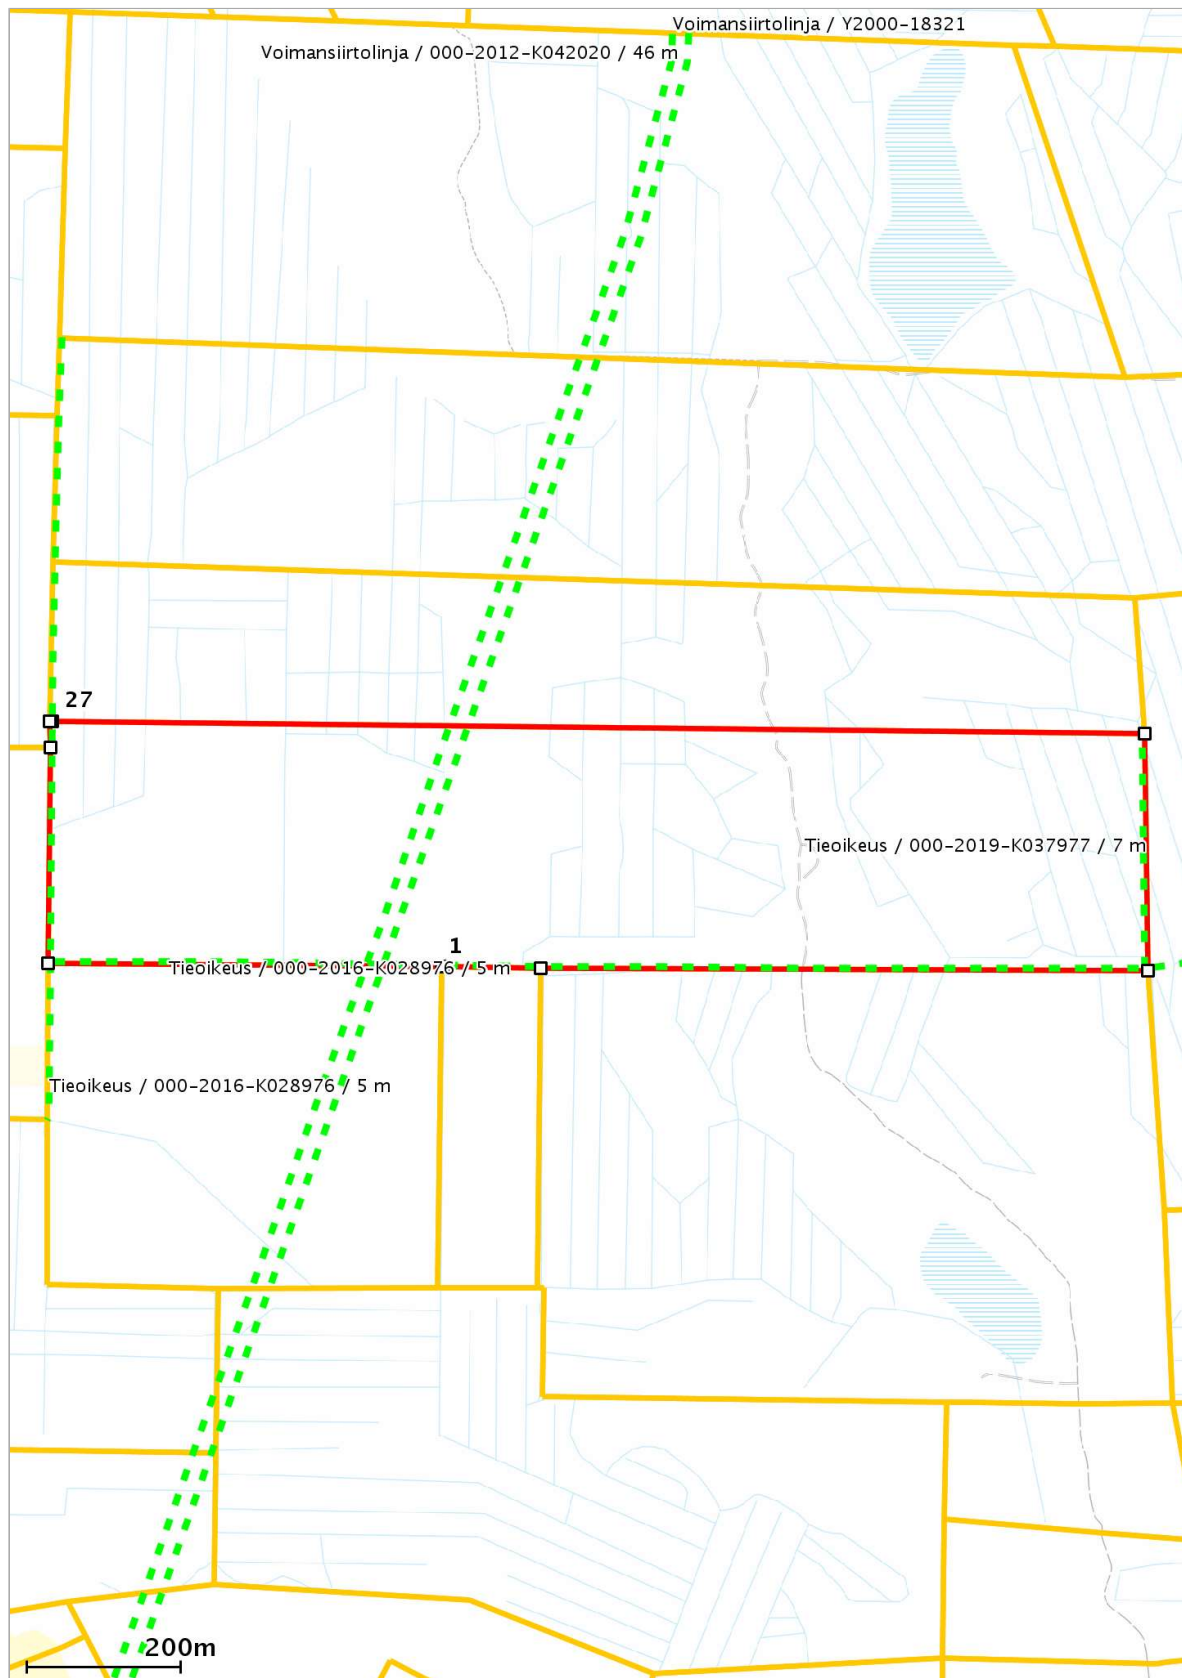 Voimansiirtolinja / Y2000-18321
Voimansiirtolinja / 000-2012-K042020 / 46 m
27
Tieoikeus / 000-2019-K037977 / 7 m
1
Tieoikeus / 000-2016-K028976 / 5 m
Tieoikeus / 000-2016-K028976 / 5 m
200m